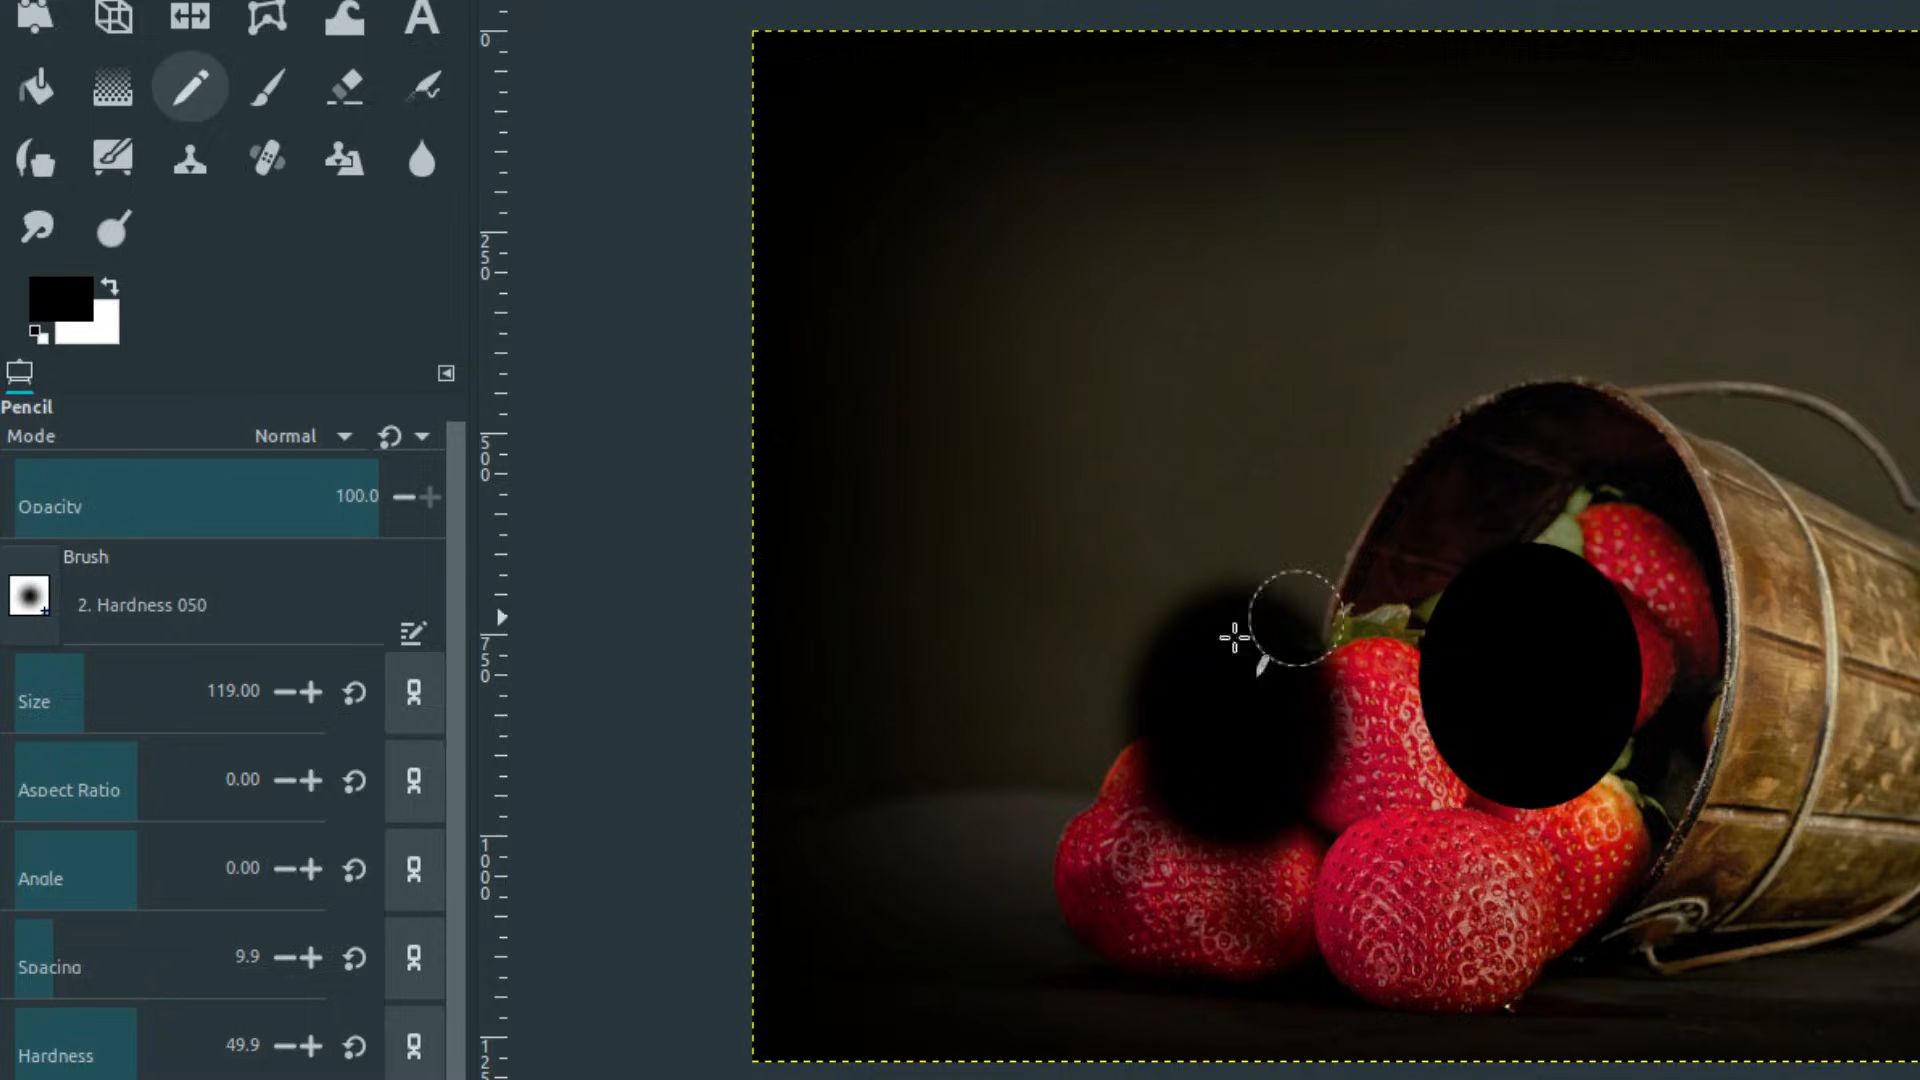 A
0
250
500
750
1000
125
Pencil
Mode Normal
Opacity 100.0
Brush
2. Hardness 050
Size 119.00
Aspect Ratio 0.00
Angle 0.00
Spacing 9.9
Hardness 49.9